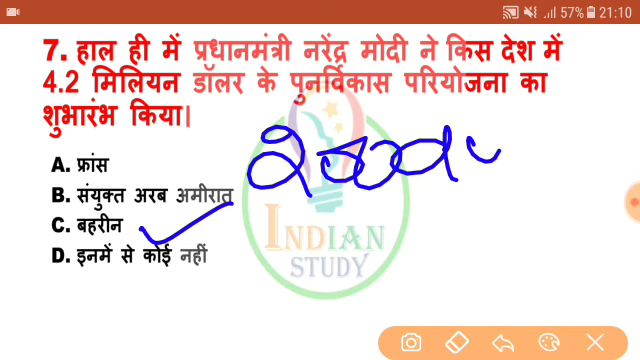 57% 21:10
7. हाल ही में प्रधानमंत्री नरेंद्र मोदी ने किस देश में
4.2 मिलियन डॉलर के पुनर्विकास परियोजना का
शुभारंभ किया।
A. फ्रांस
B. संयुक्त अरब अमीरात
C. बहरीन
D. इनमें से कोई नहीं
INDIAN
STUDY